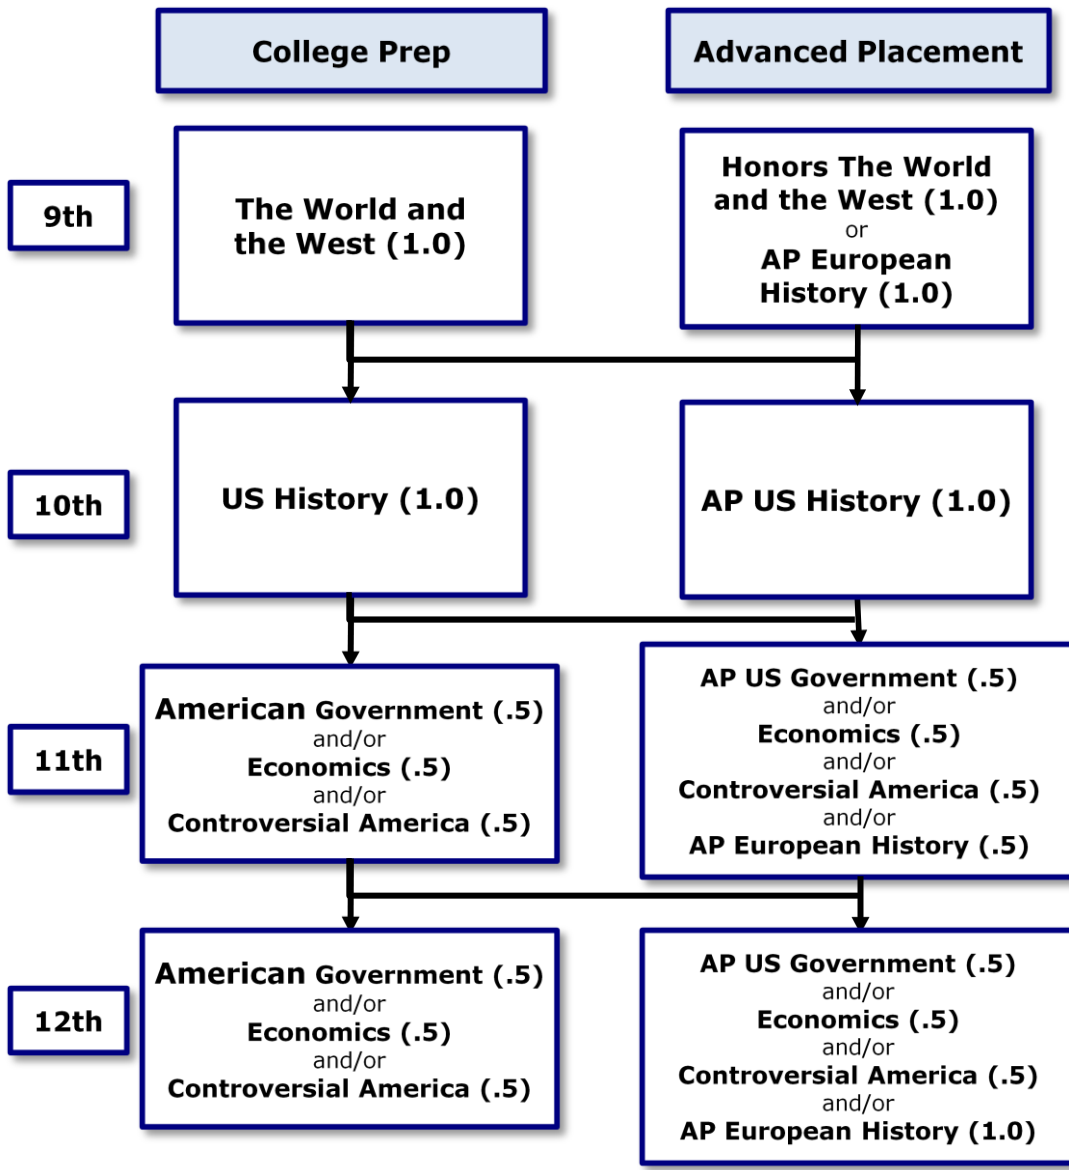 College Prep
Advanced Placement
9th
The World and
the West (1.0)
Honors The World
and the West (1.0)
or
AP European
History (1.0)
10th
US History (1.0)
AP US History (1.0)
11th
American Government (.5)
and/or
Economics (.5)
and/or
Controversial America (.5)
AP US Government (.5)
and/or
Economics (.5)
and/or
Controversial America (.5)
and/or
AP European History (.5)
12th
American Government (.5)
and/or
Economics (.5)
and/or
Controversial America (.5)
AP US Government (.5)
and/or
Economics (.5)
and/or
Controversial America (.5)
and/or
AP European History (1.0)